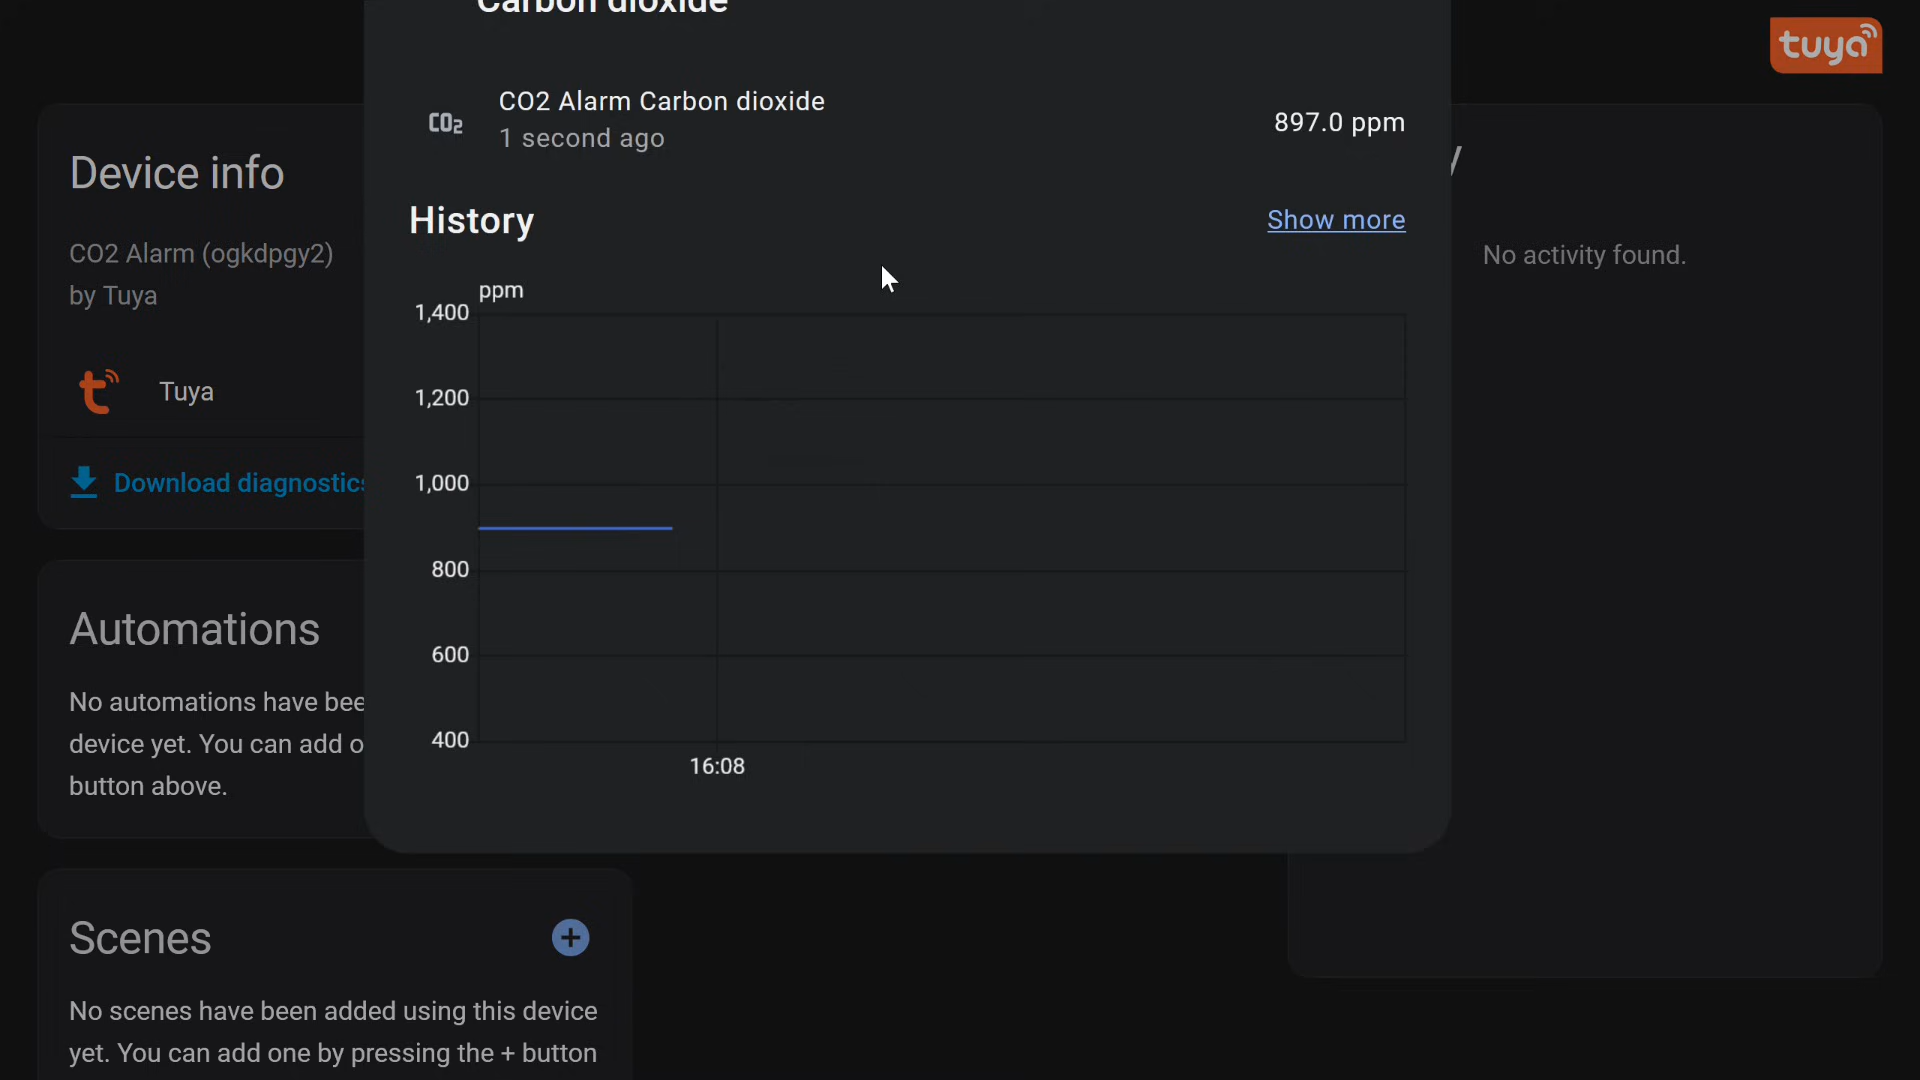 Carbon dioxide
tuya
CO2 Alarm Carbon dioxide
1 second ago
CO2
897.0 ppm
Device info
CO2 Alarm (ogkdpgy2)
by Tuya
Tuya
Download diagnostics
History
Show more
No activity found.
ppm
1,400
1,200
1,000
800
600
400
16:08
Automations
No automations have bee
device yet. You can add o
button above.
Scenes
No scenes have been added using this device
yet. You can add one by pressing the + button